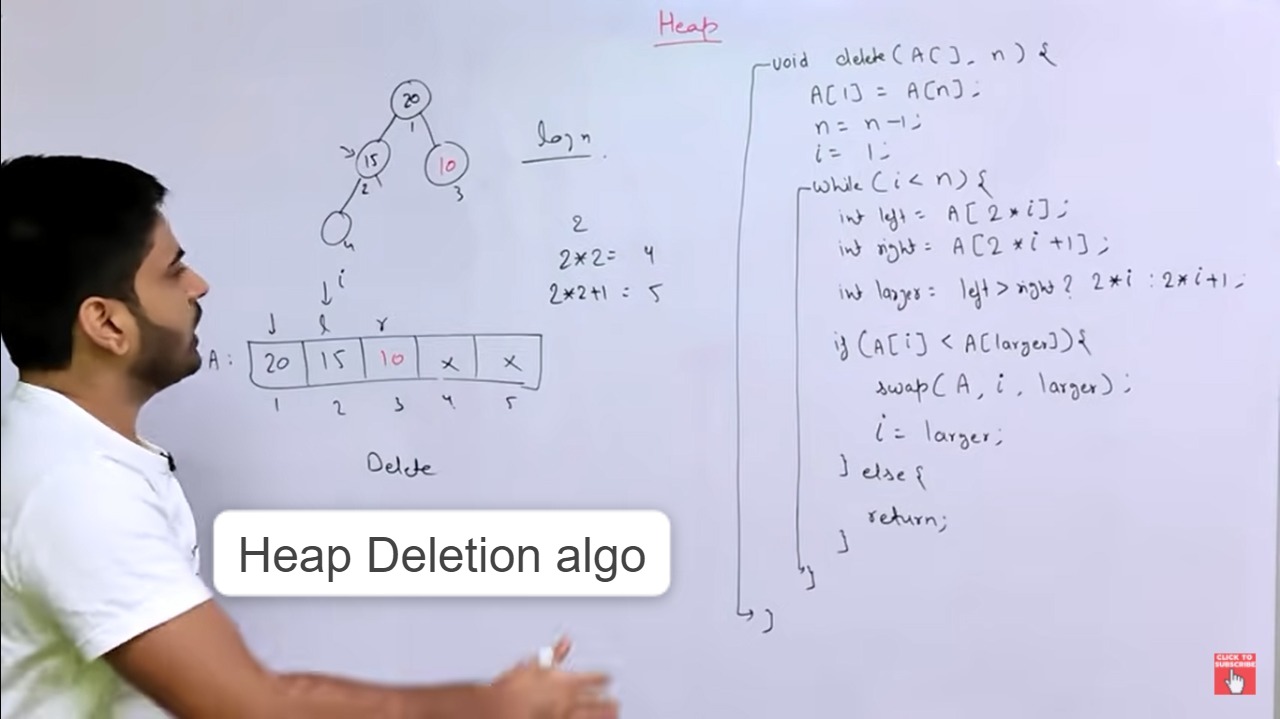 Heap
20
1
15
2
10
3
4
log n
2
2*2= 4
2*2+1 = 5
i
j l r
A: 20 15 10 x x
1 2 3 4 5
Delete
Heap Deletion algo
void delete(A[], n){
A[1] = A[n];
n= n-1;
i= 1;
while(i<n){
int left= A[2*i];
int right= A[2*i+1];
int larger= left>right? 2*i:2*i+1;
if(A[i] < A[larger]){
swap(A, i, larger);
i= larger;
} else{
return;
}
}
}
CLICK TO
SUBSCRIBE